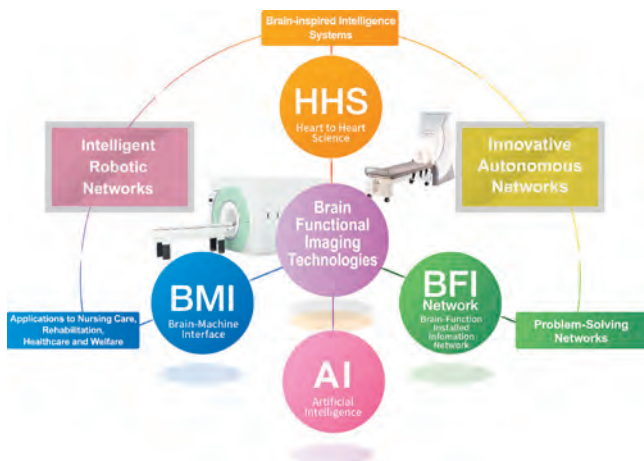 Brain-inspired Intelligence
Systems
HHS
Heart to Heart
Science
Intelligent
Robotic
Networks
Innovative
Autonomous
Networks
Brain
Functional
Imaging
Technologies
BMI
Brain-Machine
Interface
BFI
Network
Brain-Function
Installed
Information
Network
Applications to Nursing Care,
Rehabilitation,
Healthcare and Welfare
Problem-Solving
Networks
AI
Artificial
Intelligence